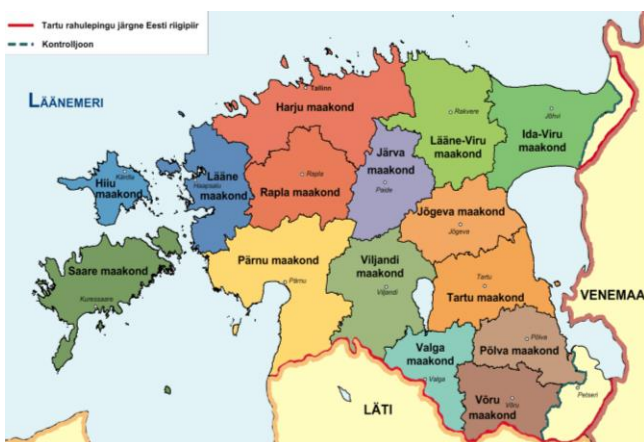 Tartu rahulepingu järgne Eesti riigipiir
Kontrolljoon
LÄÄNEMERI
Tallinn
Harju maakond
Rakvere
Lääne-Viru
maakond
Jõhvi
Ida-Viru
maakond
Kärdla
Hiiu
maakond
Lääne
Haapsalu
maakond
Rapla
Rapla maakond
Järva
maakond
Paide
Jõgeva maakond
Jõgeva
Saare maakond
Kuressaare
Pärnu maakond
Pärnu
Viljandi
maakond
Viljandi
Tartu
Tartu maakond
VENEMAA
Valga
maakond
Valga
Põlva
Põlva maakond
Petseri
Võru
Võru
maakond
LÄTI